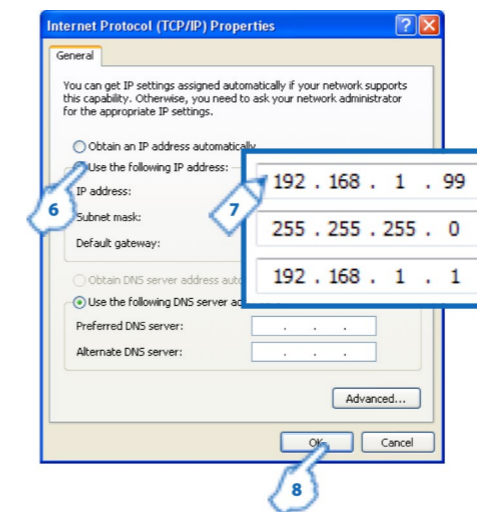 Internet Protocol (TCP/IP) Properties
General
You can get IP settings assigned automatically if your network supports
this capability. Otherwise, you need to ask your network administrator
for the appropriate IP settings.
Obtain an IP address automatically
Use the following IP address:
6
IP address:
7
192 . 168 . 1 . 99
Subnet mask:
255 . 255 . 255 . 0
Default gateway:
192 . 168 . 1 . 1
Obtain DNS server address
Use the following DNS server
Preferred DNS server:
Alternate DNS server:
Advanced...
OK
Cancel
8